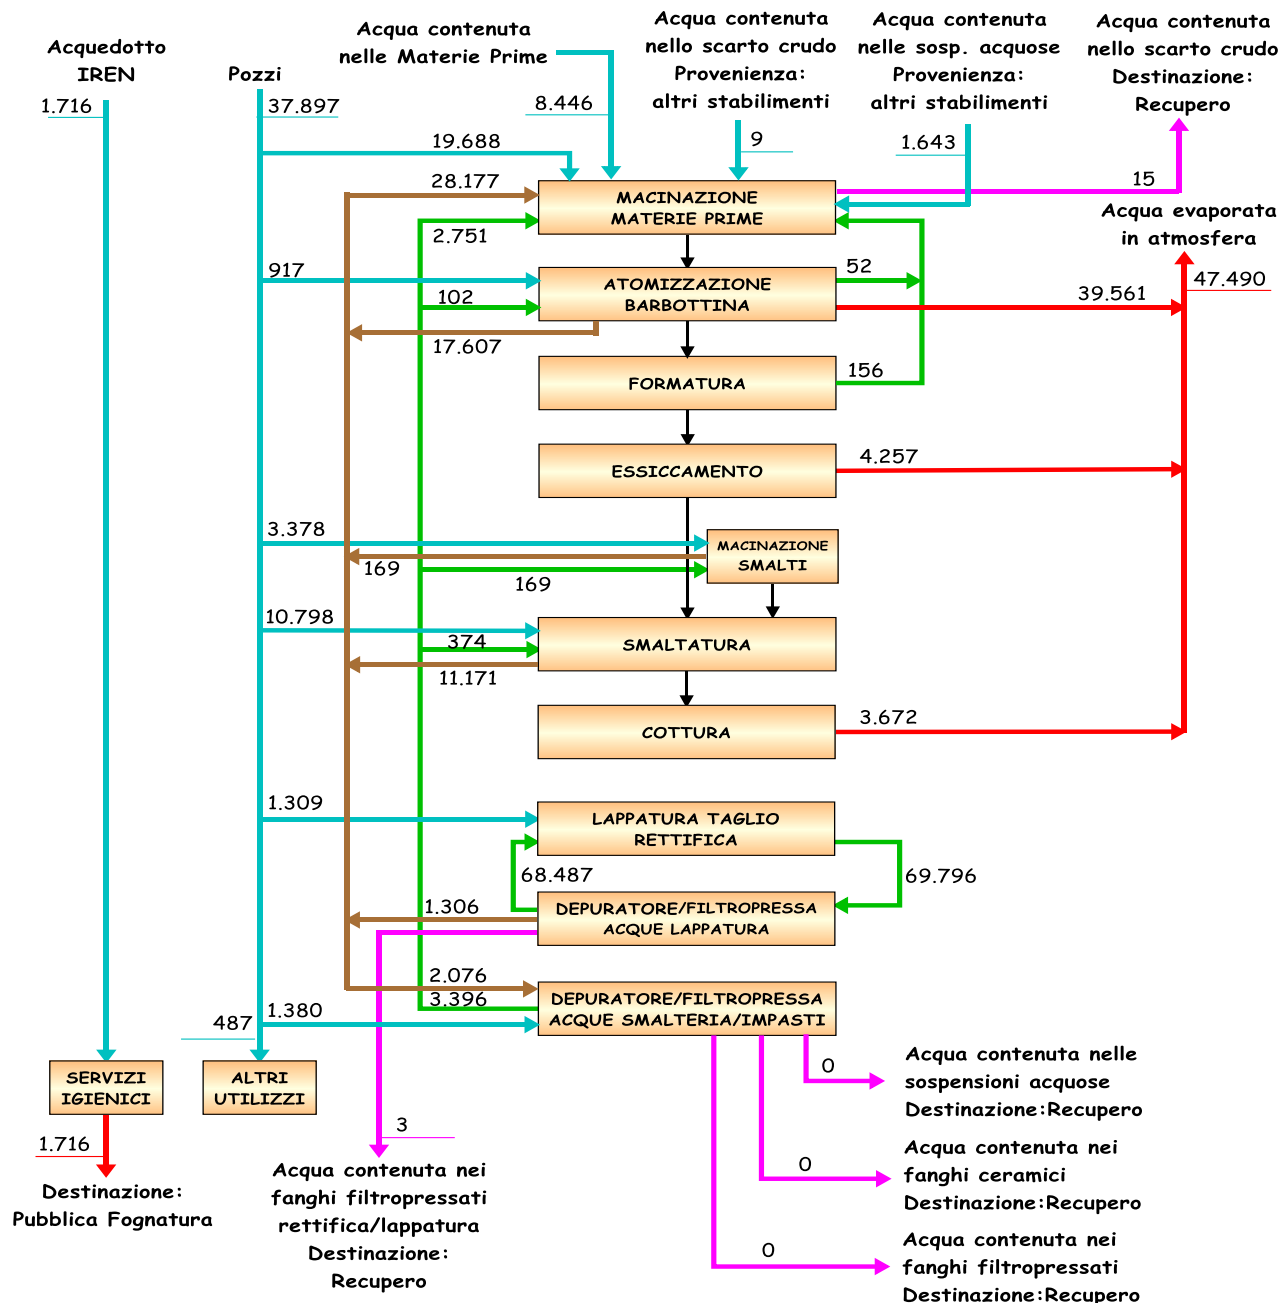 Acquedotto
IREN
1.716
Pozzi
37.897
Acqua contenuta
nelle Materie Prime
8.446
Acqua contenuta
nello scarto crudo
Provenienza:
altri stabilimenti
9
Acqua contenuta
nelle sosp. acquose
Provenienza:
altri stabilimenti
1.643
Acqua contenuta
nello scarto crudo
Destinazione:
Recupero
15
19.688
28.177
2.751
MACINAZIONE
MATERIE PRIME
Acqua evaporata
in atmosfera
47.490
917
102
17.607
ATOMIZZAZIONE
BARBOTTINA
52
39.561
FORMATURA
156
ESSICCAMENTO
4.257
3.378
169
169
MACINAZIONE
SMALTI
10.798
374
11.171
SMALTATURA
COTTURA
3.672
1.309
LAPPATURA TAGLIO
RETTIFICA
68.487
69.796
1.306
DEPURATORE/FILTROPRESSA
ACQUE LAPPATURA
2.076
3.396
1.380
DEPURATORE/FILTROPRESSA
ACQUE SMALTERIA/IMPASTI
487
SERVIZI
IGIENICI
ALTRI
UTILIZZI
1.716
Destinazione:
Pubblica Fognatura
3
Acqua contenuta nei
fanghi filtropressati
rettifica/lappatura
Destinazione:
Recupero
0
Acqua contenuta nelle
sospensioni acquose
Destinazione:Recupero
0
Acqua contenuta nei
fanghi ceramici
Destinazione:Recupero
0
Acqua contenuta nei
fanghi filtropressati
Destinazione:Recupero